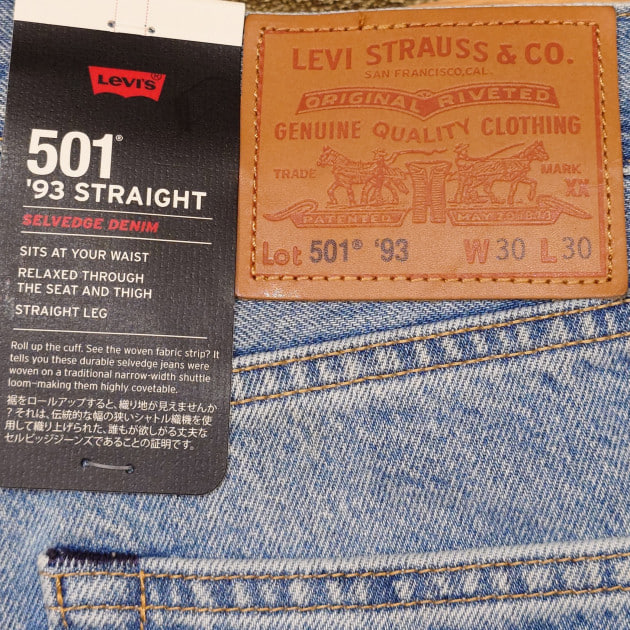 Levi's®
501®
'93 STRAIGHT
SELVEDGE DENIM
SITS AT YOUR WAIST
RELAXED THROUGH
THE SEAT AND THIGH
STRAIGHT LEG
Roll up the cuff. See the woven fabric strip? It
tells you these durable selvedge jeans were
woven on a traditional narrow-width shuttle
loom—making them highly covetable.
裾をロールアップすると、織り地が見えませんか
? それは、伝統的な幅の狭いシャトル織機を使
用して織り上げられた、誰もが欲しがる丈夫な
セルビッジジーンズであることの証明です。
LEVI STRAUSS & CO.
SAN FRANCISCO, CAL.
ORIGINAL RIVETED
GENUINE QUALITY CLOTHING
TRADE MARK
XX
PATENTED
Lot 501® '93 W 30 L 30